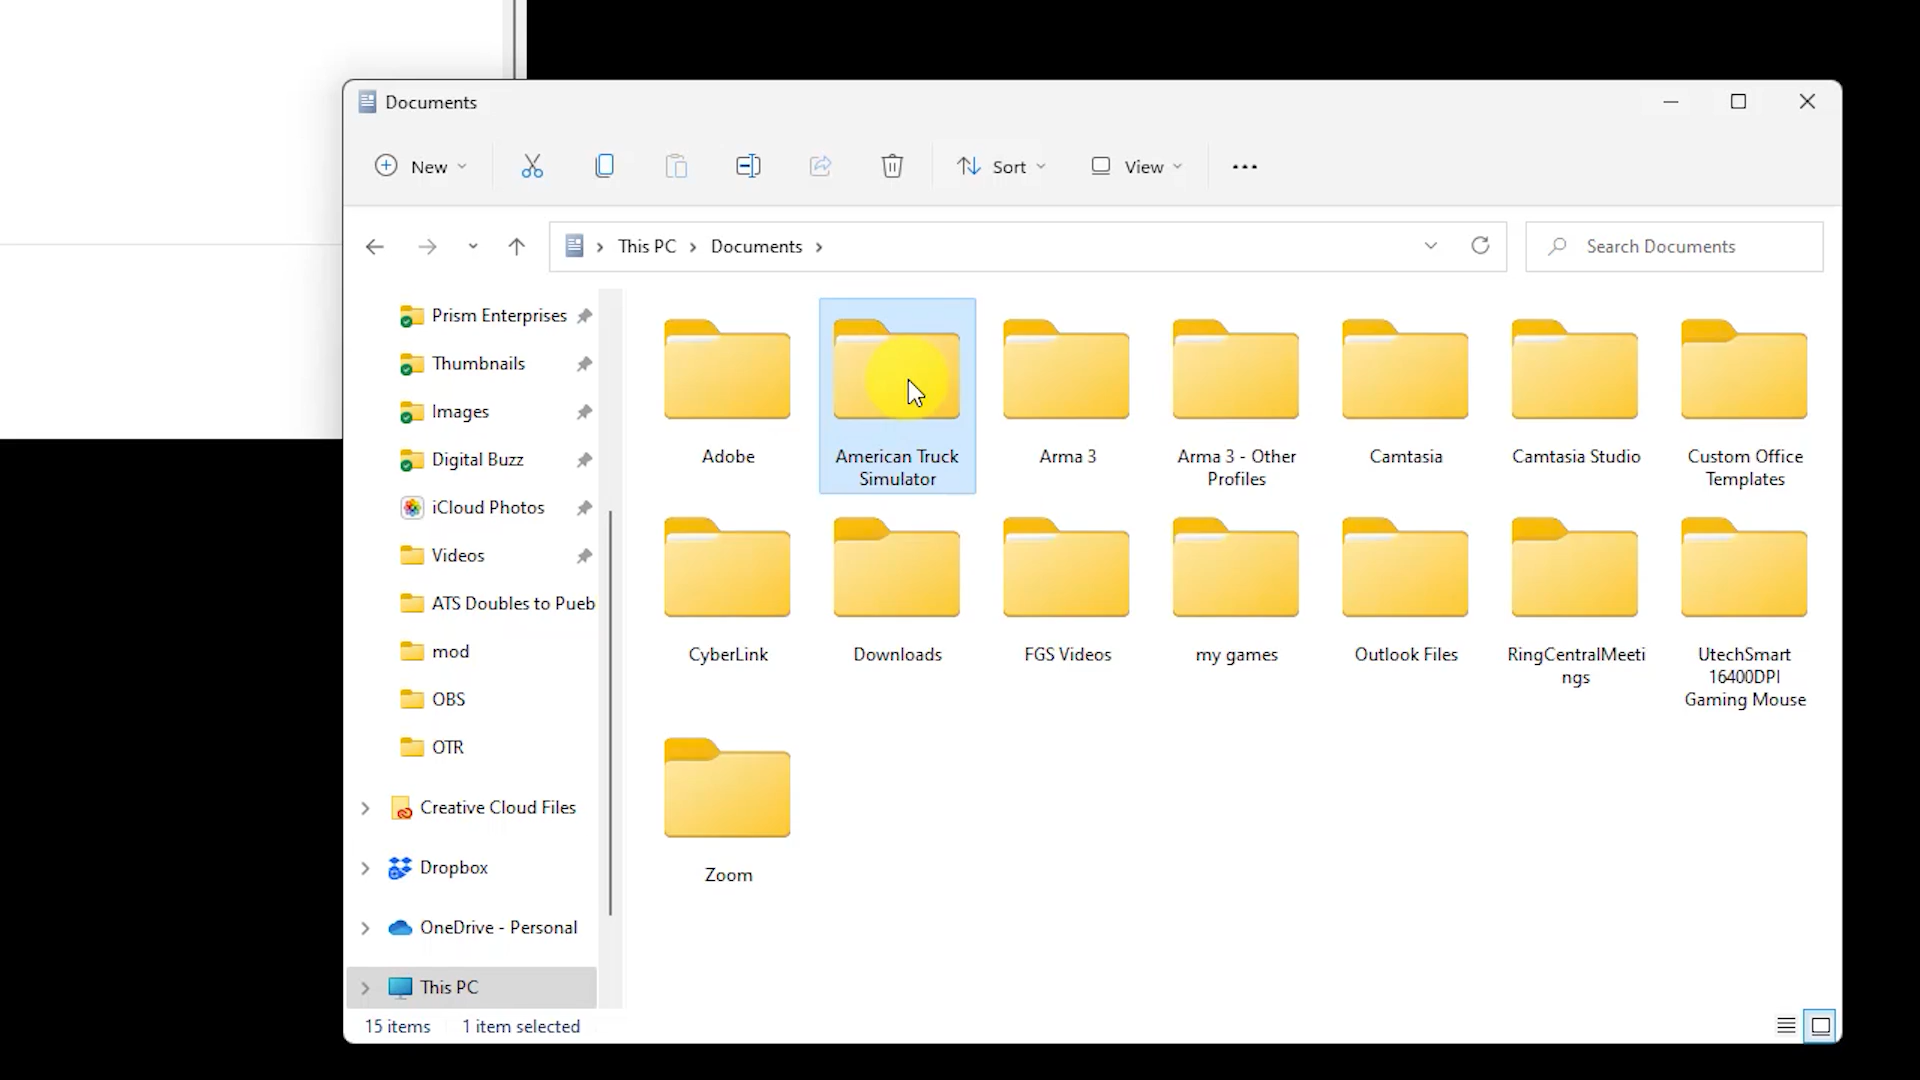 Documents
New
Sort
View
This PC
Documents
Search Documents
Prism Enterprises
Thumbnails
Images
Digital Buzz
iCloud Photos
Videos
ATS Doubles to Pueb
mod
OBS
OTR
Creative Cloud Files
Dropbox
OneDrive - Personal
This PC
Adobe
American Truck
Simulator
Arma 3
Arma 3 - Other
Profiles
Camtasia
Camtasia Studio
Custom Office
Templates
CyberLink
Downloads
FGS Videos
my games
Outlook Files
RingCentralMeeti
ngs
UtechSmart
16400DPI
Gaming Mouse
Zoom
15 items
1 item selected